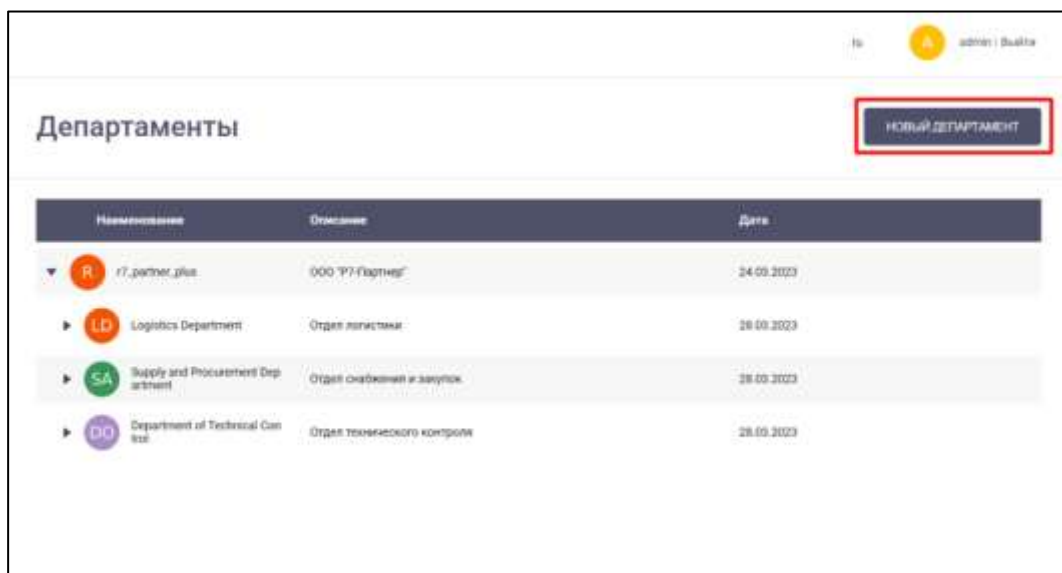 ru
A
admin | Выйти
Департаменты
НОВЫЙ ДЕПАРТАМЕНТ
Наименование Описание Дата
R r7_partner_plus ООО "Р7-Партнер" 24.03.2023
LD Logistics Department Отдел логистики 28.03.2023
SA Supply and Procurement Dep
artment Отдел снабжения и закупок 28.03.2023
DO Department of Technical Con
trol Отдел технического контроля 28.03.2023